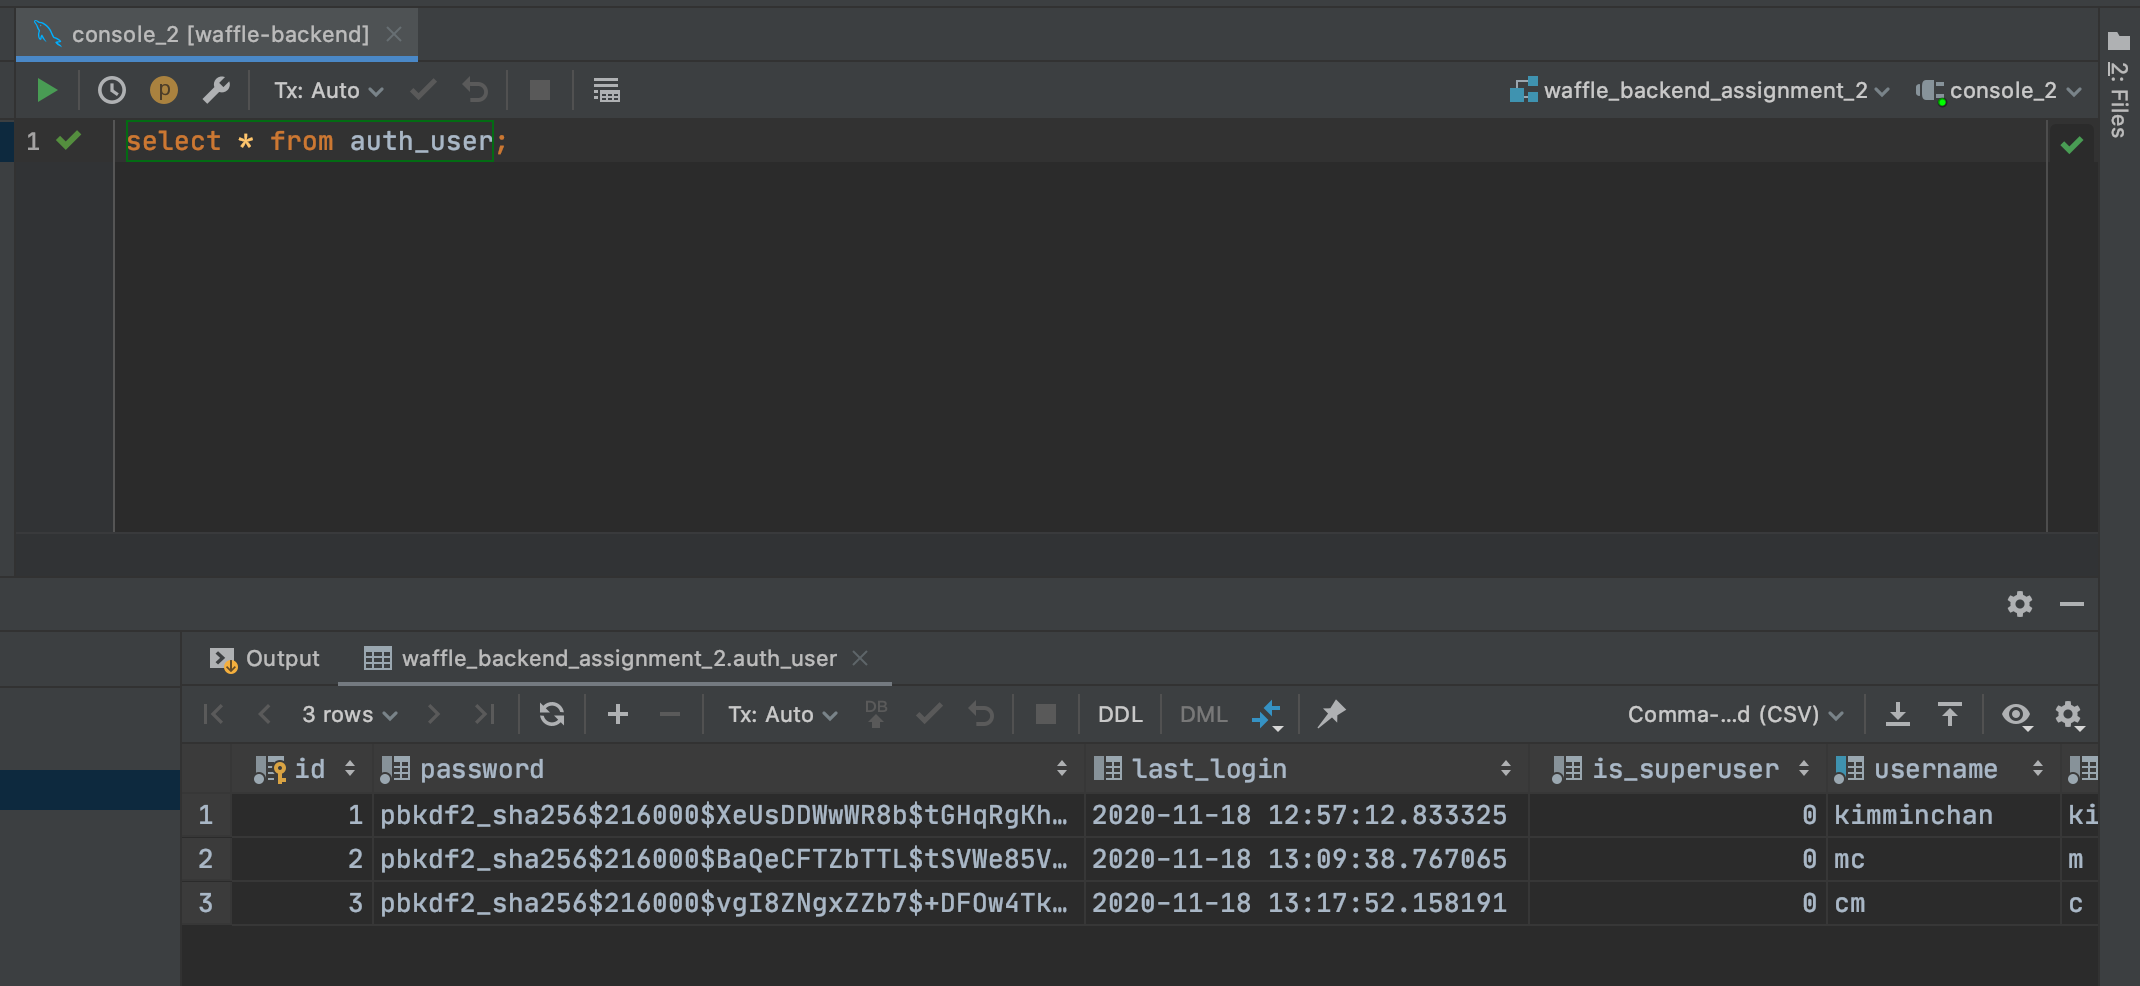 console_2 [waffle-backend]
p Tx: Auto waffle_backend_assignment_2 console_2
2: Files
1 select * from auth_user;
Output waffle_backend_assignment_2.auth_user
3 rows Tx: Auto DB DDL DML Comma-...d (CSV)
id password last_login is_superuser username
1 1 pbkdf2_sha256$216000$XeUsDDWwWR8b$tGHqRgKh… 2020-11-18 12:57:12.833325 0 kimminchan ki
2 2 pbkdf2_sha256$216000$BaQeCFTZbTTL$tSVWe85V… 2020-11-18 13:09:38.767065 0 mc m
3 3 pbkdf2_sha256$216000$vgI8ZNgxZZb7$+DFOw4Tk… 2020-11-18 13:17:52.158191 0 cm c